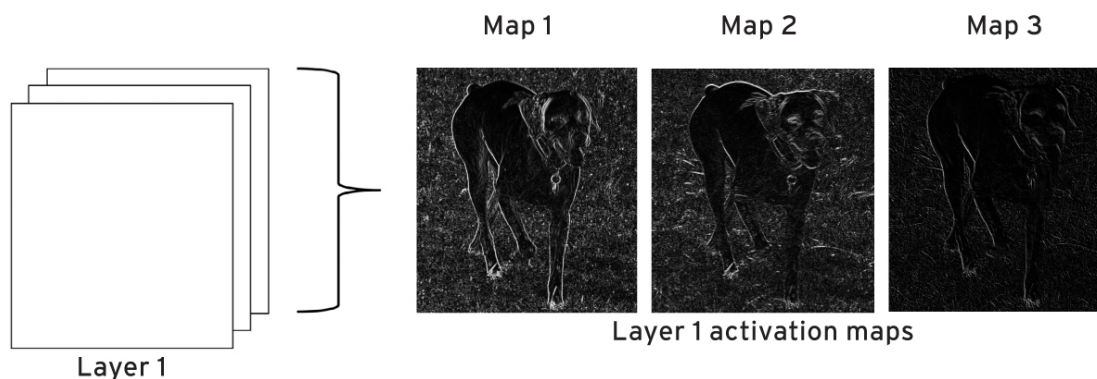 Map 1
Map 2
Map 3
Layer 1 activation maps
Layer 1